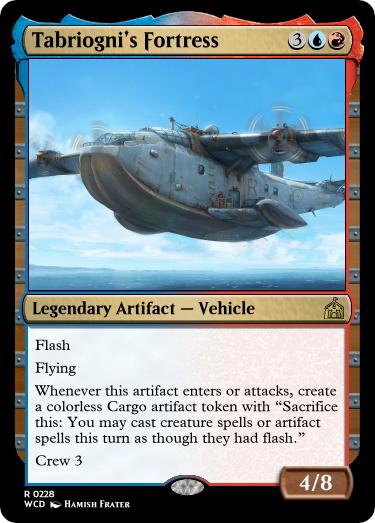 Tabriogni's Fortress 3
Legendary Artifact — Vehicle
Flash
Flying
Whenever this artifact enters or attacks, create
a colorless Cargo artifact token with “Sacrifice
this: You may cast creature spells or artifact
spells this turn as though they had flash.”
Crew 3
4/8
R 0228
WCD Hamish Frater